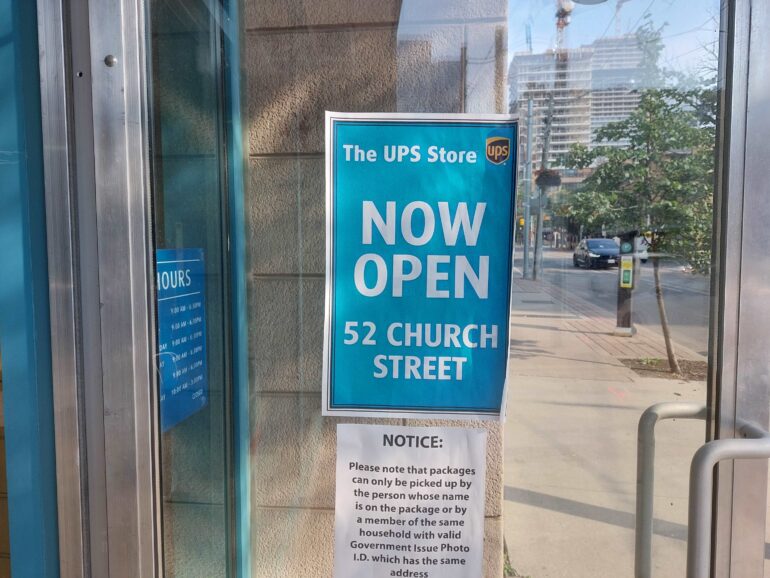 The UPS Store
ups
NOW
OPEN
52 CHURCH
STREET
NOTICE:
Please note that packages
can only be picked up by
the person whose name
is on the package or by
a member of the same
household with valid
Government Issue Photo
I.D. which has the same
address
HOURS